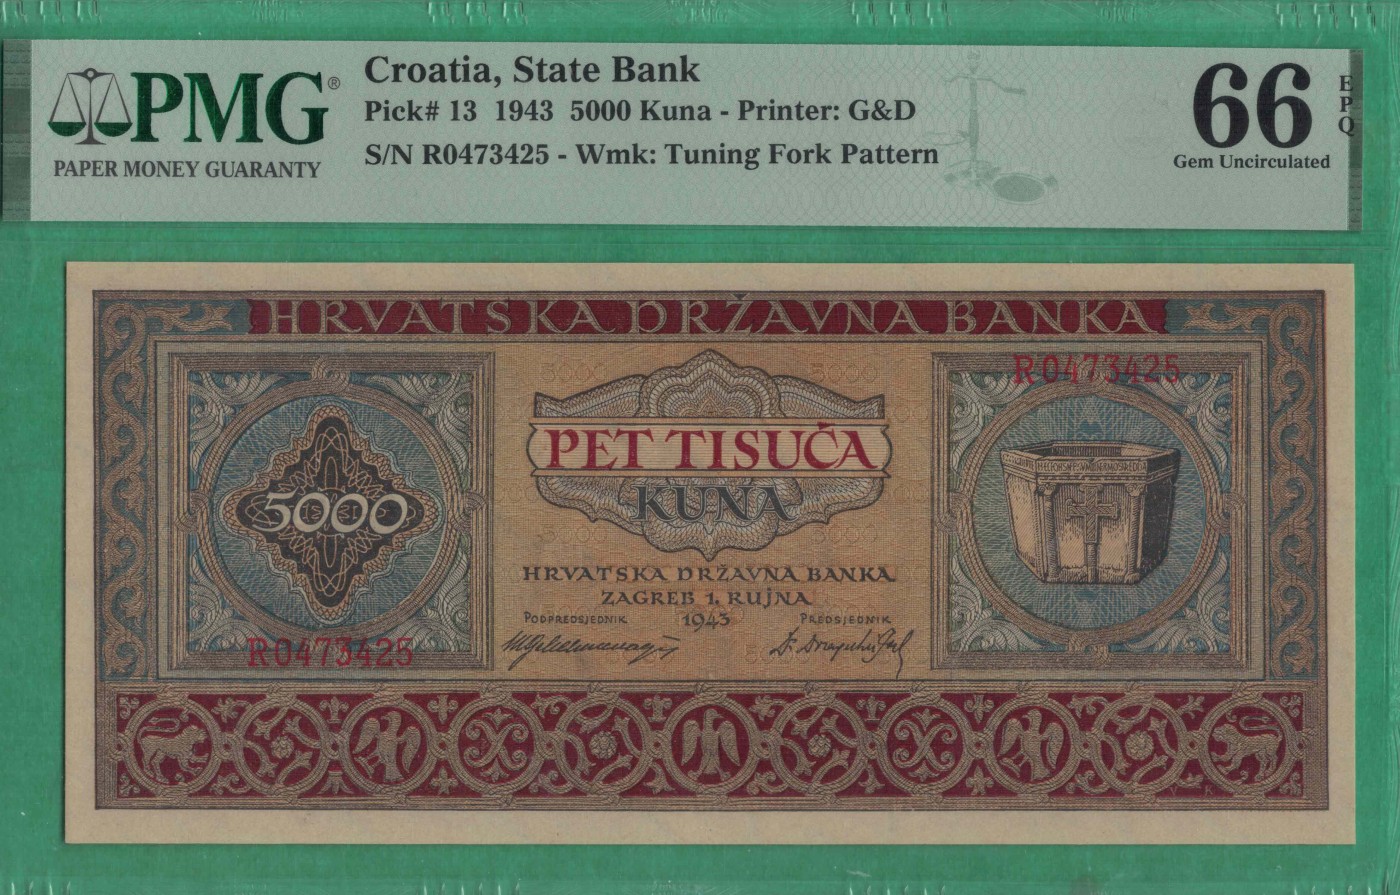 PMG®
PAPER MONEY GUARANTY
Croatia, State Bank
Pick# 13 1943 5000 Kuna - Printer: G&D
S/N R0473425 - Wmk: Tuning Fork Pattern
66
EPQ
Gem Uncirculated
HRVATSKA DRŽAVNA BANKA
R0473425
PET TISUĆA
5000
KUNA
HRVATSKA DRŽAVNA BANKA
ZAGREB 1. RUJNA
PODPREDSJEDNIK 1943 PREDSJEDNIK
R0473425